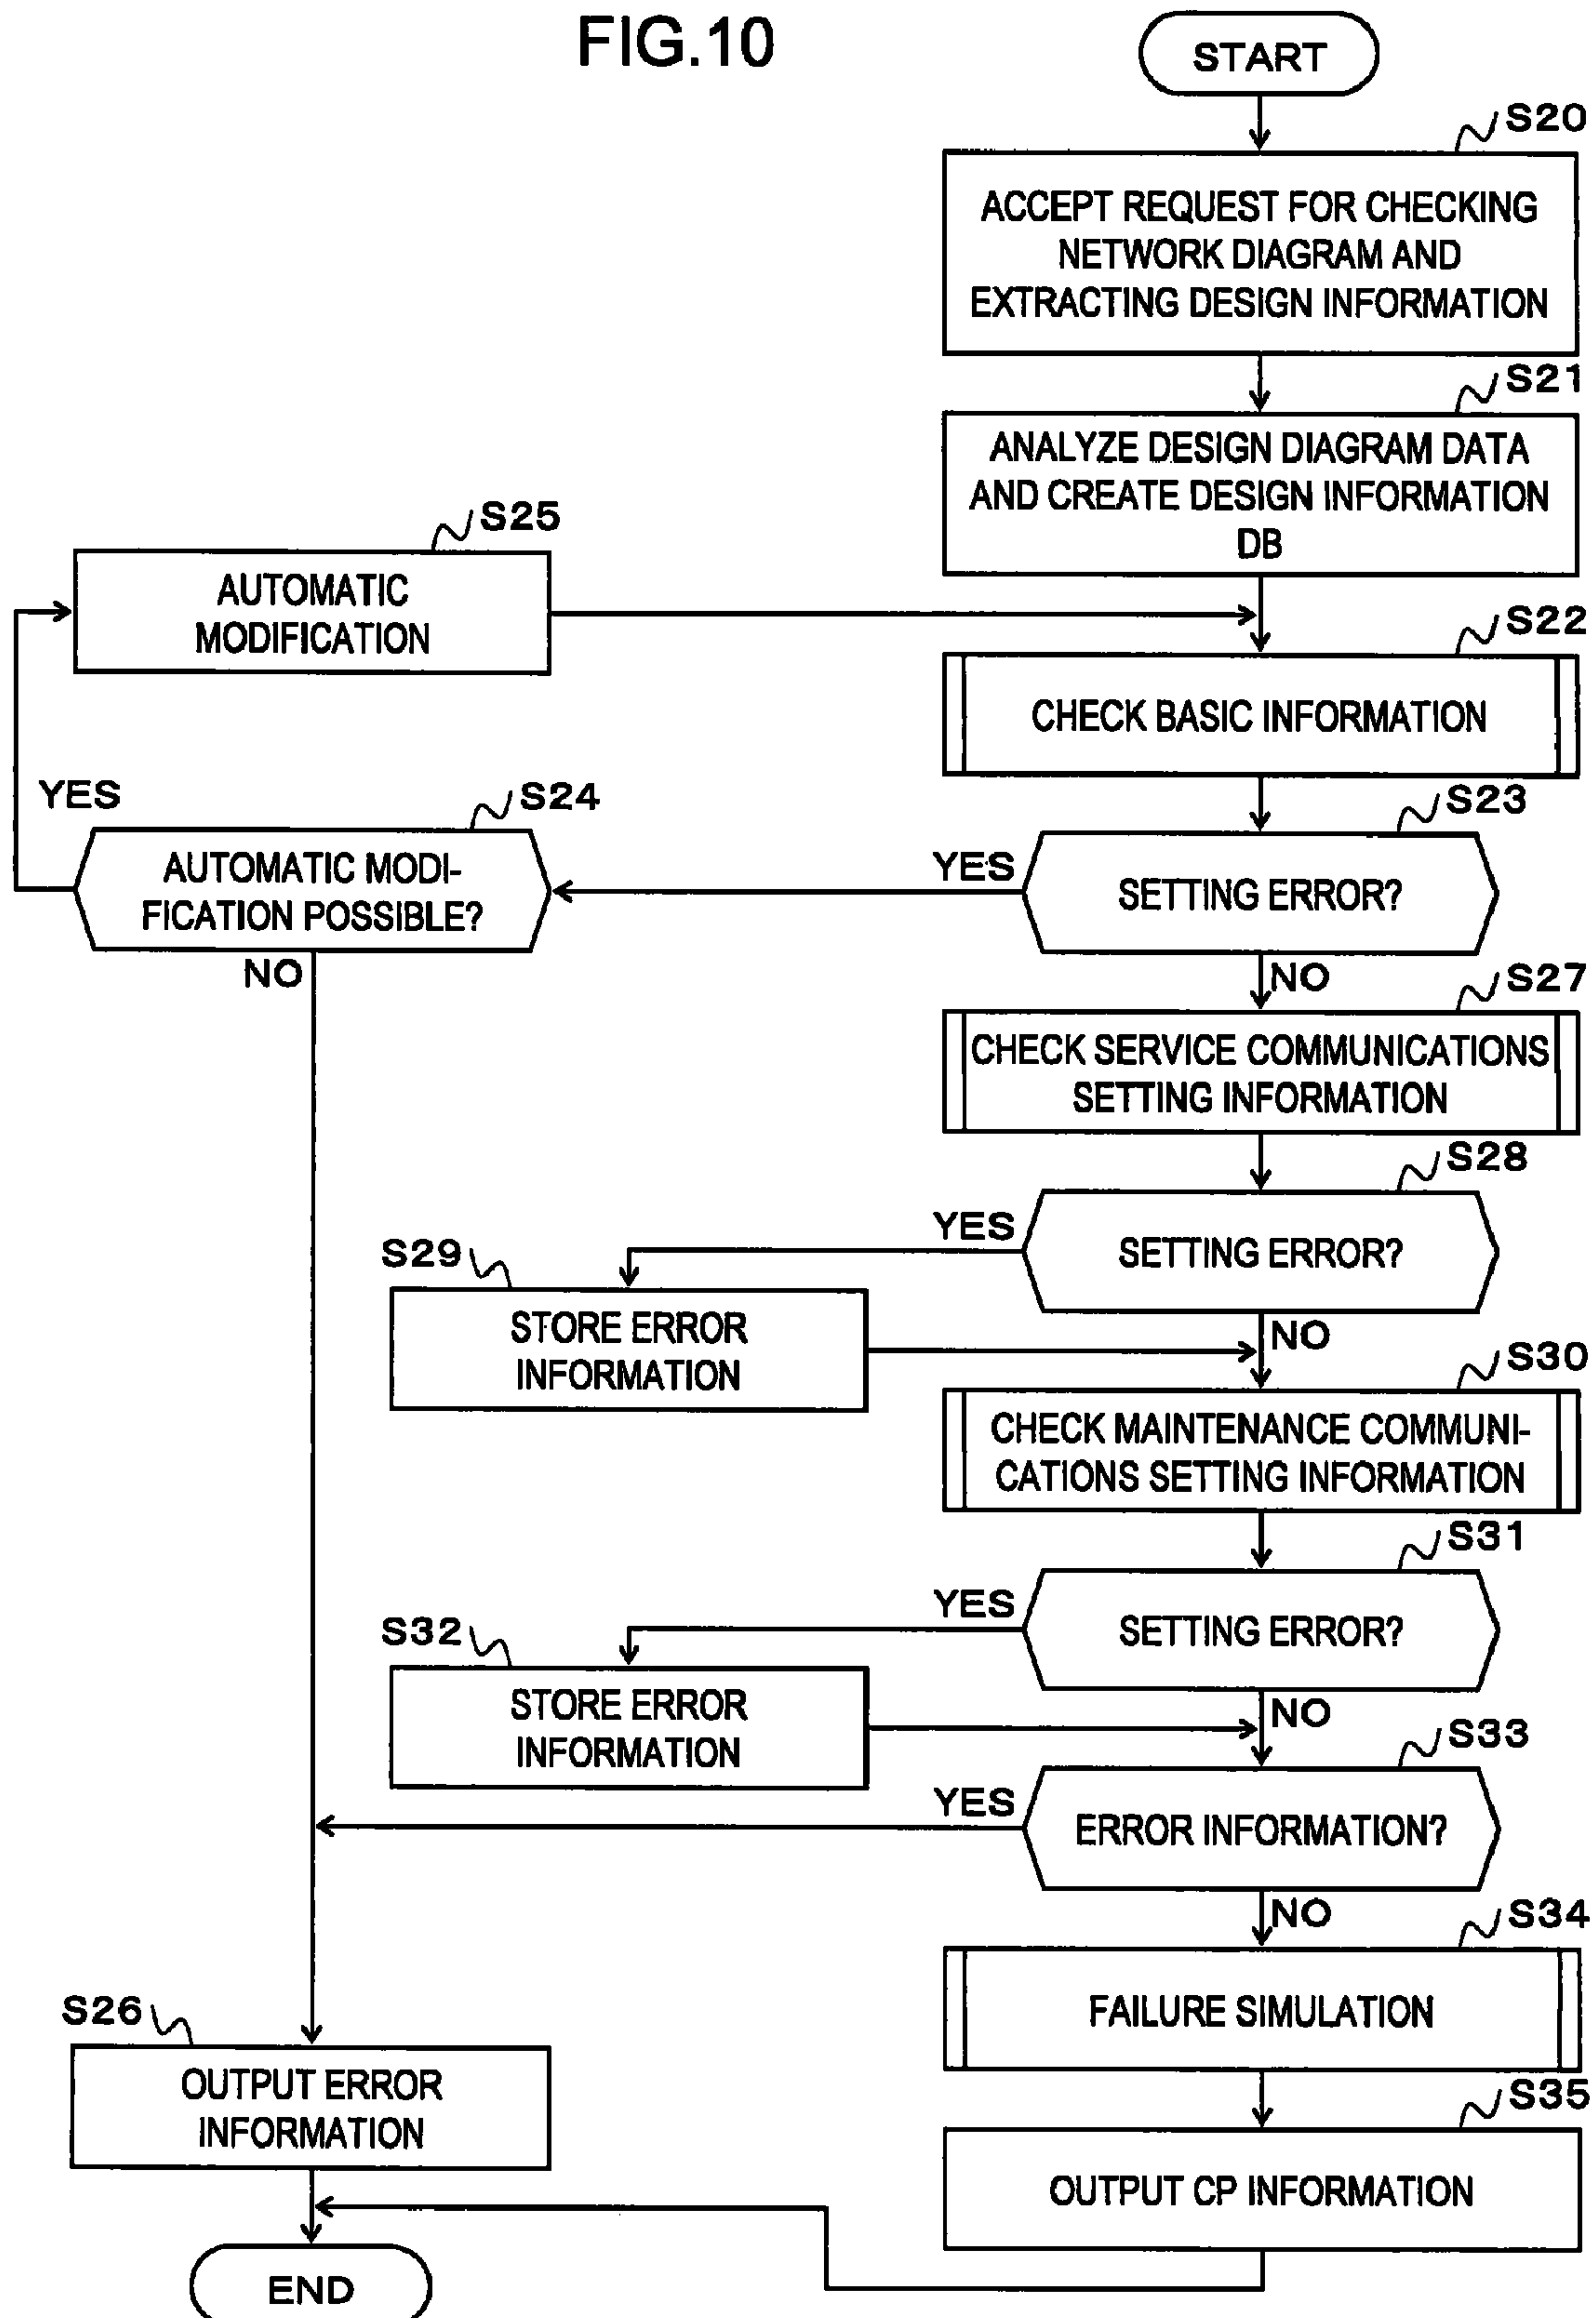 FIG.10
START
S20
ACCEPT REQUEST FOR CHECKING
NETWORK DIAGRAM AND
EXTRACTING DESIGN INFORMATION
S21
ANALYZE DESIGN DIAGRAM DATA
AND CREATE DESIGN INFORMATION
DB
S25
AUTOMATIC
MODIFICATION
S22
CHECK BASIC INFORMATION
YES
S24
AUTOMATIC MODI-
FICATION POSSIBLE?
NO
YES
S23
SETTING ERROR?
NO
S27
CHECK SERVICE COMMUNICATIONS
SETTING INFORMATION
S28
YES
SETTING ERROR?
NO
S29
STORE ERROR
INFORMATION
S30
CHECK MAINTENANCE COMMUNI-
CATIONS SETTING INFORMATION
S31
YES
SETTING ERROR?
NO
S32
STORE ERROR
INFORMATION
S33
YES
ERROR INFORMATION?
NO
S34
FAILURE SIMULATION
S26
OUTPUT ERROR
INFORMATION
S35
OUTPUT CP INFORMATION
END